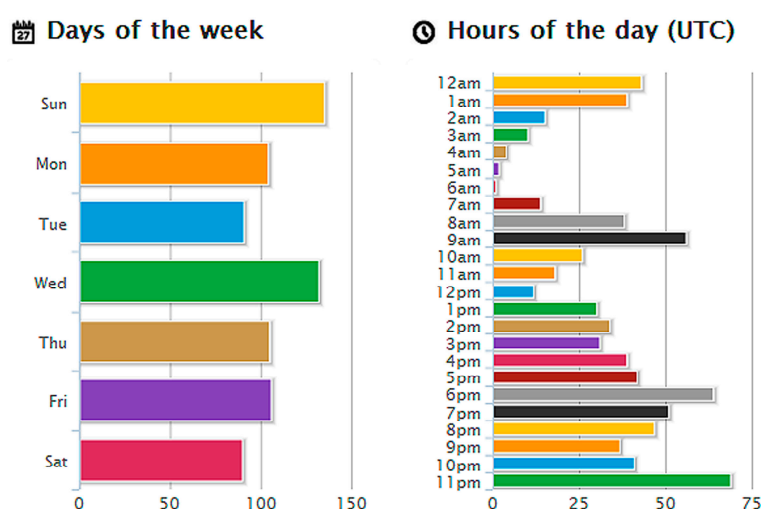 27 Days of the week
Sun
Mon
Tue
Wed
Thu
Fri
Sat
0 50 100 150
Hours of the day (UTC)
12am
1am
2am
3am
4am
5am
6am
7am
8am
9am
10am
11am
12pm
1pm
2pm
3pm
4pm
5pm
6pm
7pm
8pm
9pm
10pm
11pm
0 25 50 75